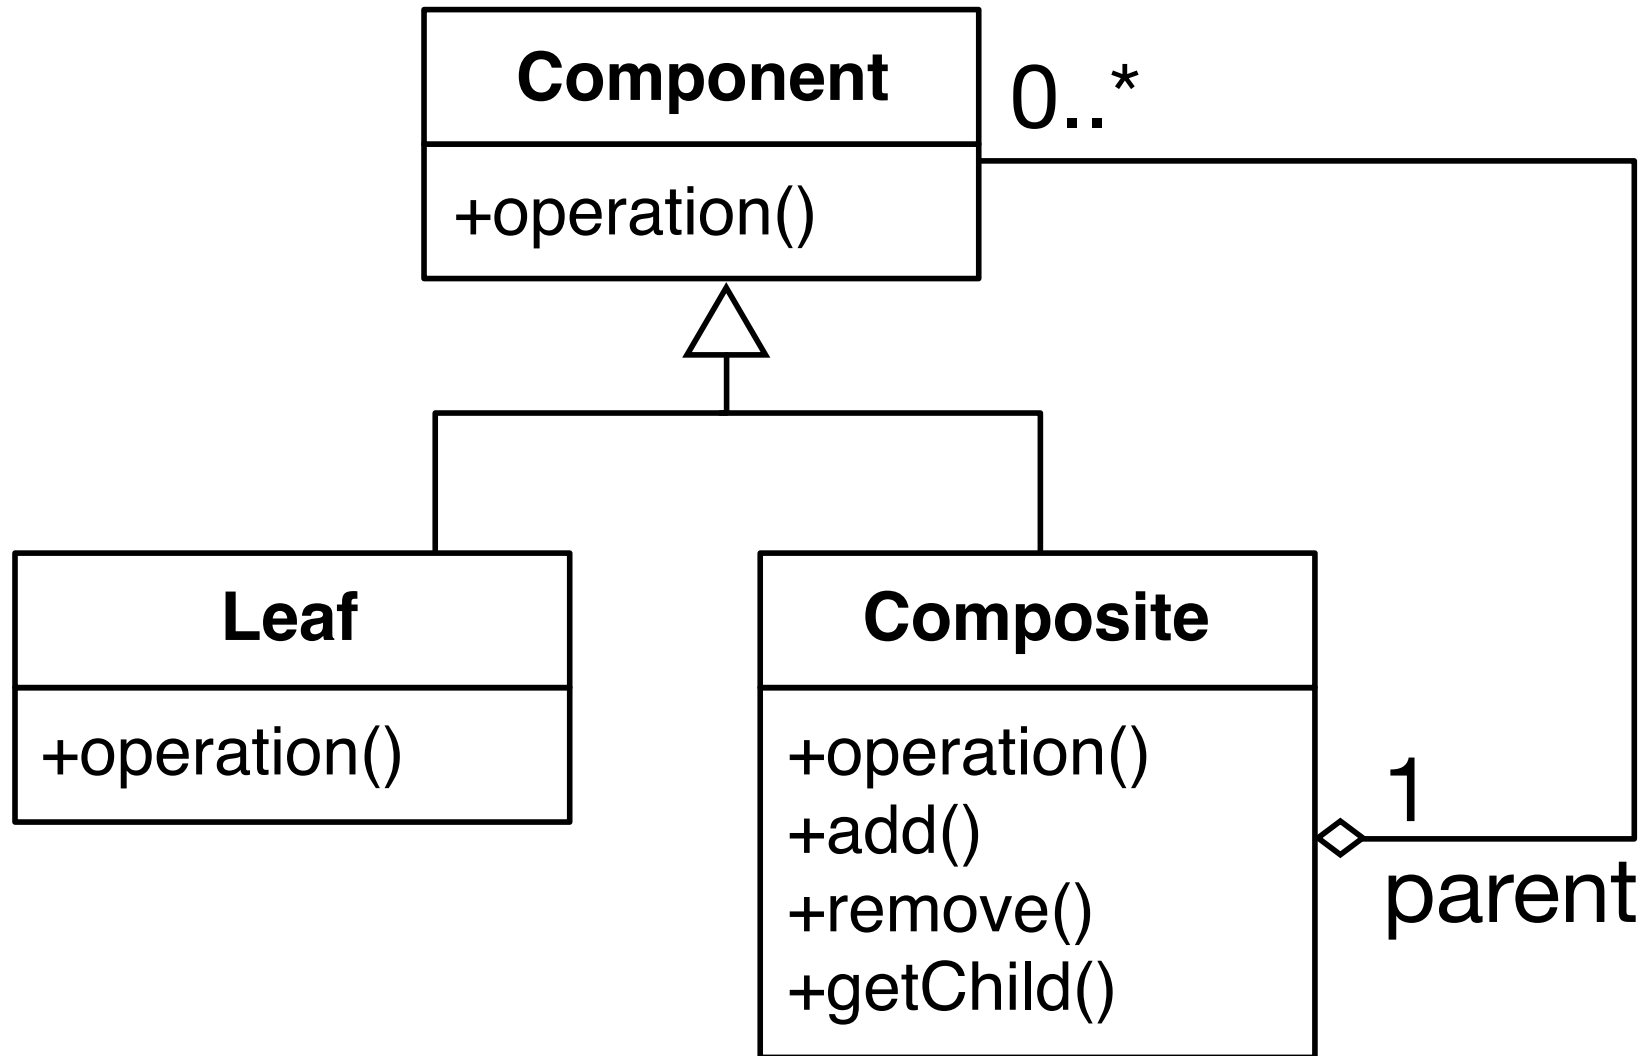 Component
0..*
+operation()
Leaf
+operation()
Composite
+operation()
+add()
+remove()
+getChild()
1
parent